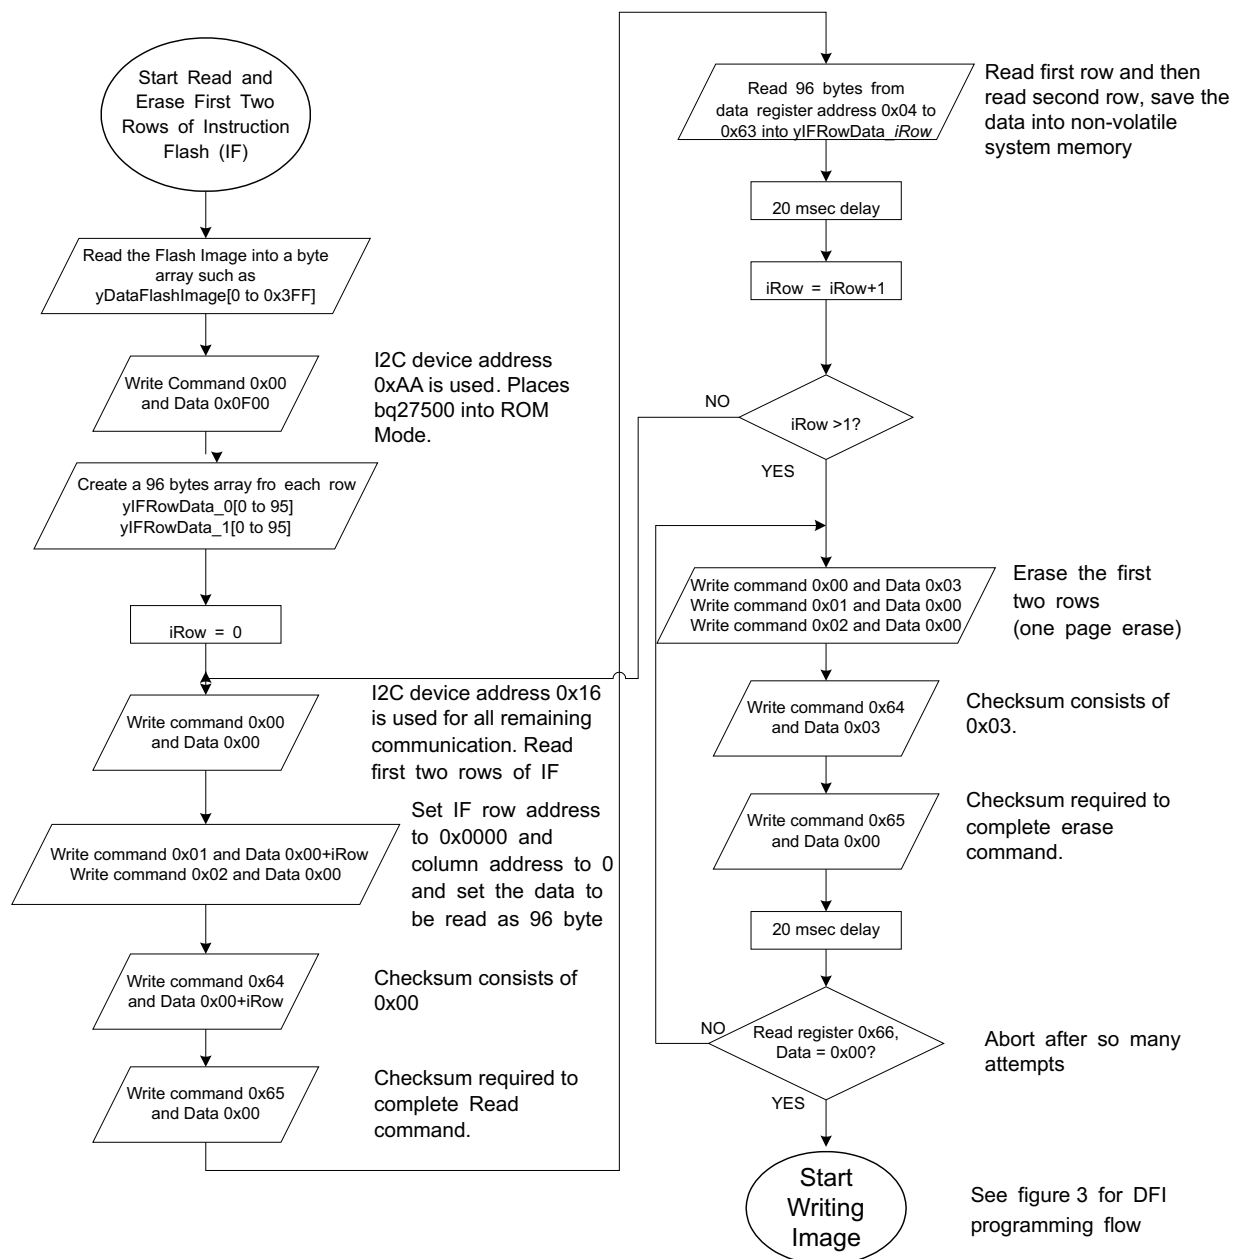 Start Read and
Erase First Two
Rows of Instruction
Flash (IF)
Read the Flash Image into a byte
array such as
yDataFlashImage[0 to 0x3FF]
Write Command 0x00
and Data 0x0F00
I2C device address
0xAA is used. Places
bq27500 into ROM
Mode.
Create a 96 bytes array fro each row
yIFRowData_0[0 to 95]
yIFRowData_1[0 to 95]
iRow = 0
Write command 0x00
and Data 0x00
I2C device address 0x16
is used for all remaining
communication. Read
first two rows of IF
Write command 0x01 and Data 0x00+iRow
Write command 0x02 and Data 0x00
Set IF row address
to 0x0000 and
column address to 0
and set the data to
be read as 96 byte
Write command 0x64
and Data 0x00+iRow
Checksum consists of
0x00
Write command 0x65
and Data 0x00
Checksum required to
complete Read
command.
Read 96 bytes from
data register address 0x04 to
0x63 into yIFRowData_iRow
Read first row and then
read second row, save the
data into non-volatile
system memory
20 msec delay
iRow = iRow+1
NO
iRow >1?
YES
Write command 0x00 and Data 0x03
Write command 0x01 and Data 0x00
Write command 0x02 and Data 0x00
Erase the first
two rows
(one page erase)
Write command 0x64
and Data 0x03
Checksum consists of
0x03.
Write command 0x65
and Data 0x00
Checksum required to
complete erase
command.
20 msec delay
NO
Read register 0x66,
Data = 0x00?
Abort after so many
attempts
YES
Start
Writing
Image
See figure 3 for DFI
programming flow